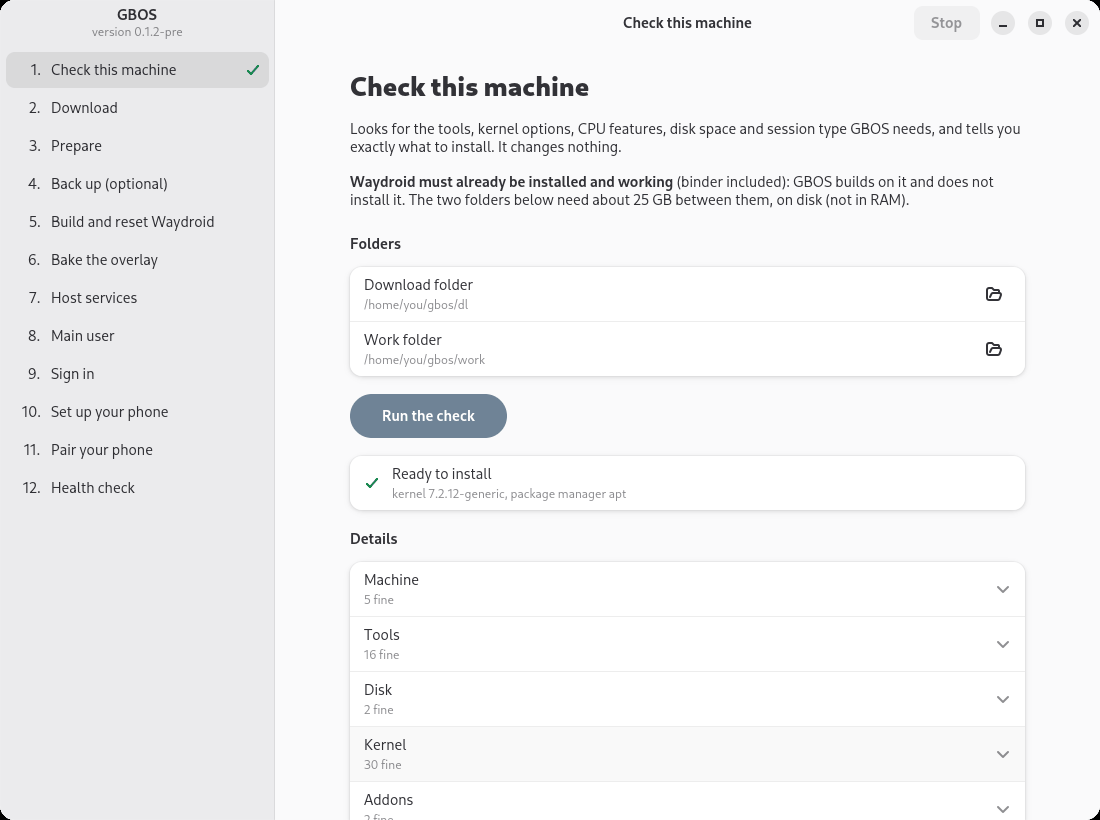 GBOS
version 0.1.2-pre
1. Check this machine
2. Download
3. Prepare
4. Back up (optional)
5. Build and reset Waydroid
6. Bake the overlay
7. Host services
8. Main user
9. Sign in
10. Set up your phone
11. Pair your phone
12. Health check
Check this machine
Stop
Check this machine
Looks for the tools, kernel options, CPU features, disk space and session type GBOS needs, and tells you
exactly what to install. It changes nothing.
Waydroid must already be installed and working (binder included): GBOS builds on it and does not
install it. The two folders below need about 25 GB between them, on disk (not in RAM).
Folders
Download folder
/home/you/gbos/dl
Work folder
/home/you/gbos/work
Run the check
Ready to install
kernel 7.2.12-generic, package manager apt
Details
Machine
5 fine
Tools
16 fine
Disk
2 fine
Kernel
30 fine
Addons